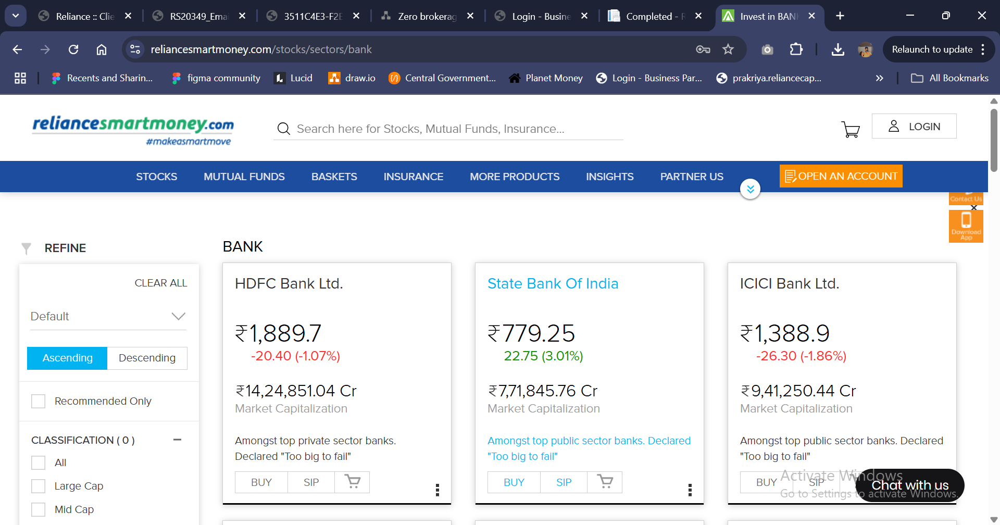 Reliance :: Clie
RS20349_Emai
3511C4E3-F2E
Zero brokerag
Login - Busine
Completed - R
Invest in BANK
reliancesmartmoney.com/stocks/sectors/bank
Relaunch to update
Recents and Sharin...
figma community
Lucid
draw.io
Central Government...
Planet Money
Login - Business Par...
prakriya.reliancecap...
All Bookmarks
reliancesmartmoney.com
#makeasmartmove
Search here for Stocks, Mutual Funds, Insurance...
LOGIN
STOCKS
MUTUAL FUNDS
BASKETS
INSURANCE
MORE PRODUCTS
INSIGHTS
PARTNER US
OPEN AN ACCOUNT
Contact Us
Download
App
REFINE
CLEAR ALL
Default
Ascending
Descending
Recommended Only
CLASSIFICATION ( 0 )
All
Large Cap
Mid Cap
BANK
HDFC Bank Ltd.
₹1,889.7
-20.40 (-1.07%)
₹14,24,851.04 Cr
Market Capitalization
Amongst top private sector banks.
Declared "Too big to fail"
BUY
SIP
State Bank Of India
₹779.25
22.75 (3.01%)
₹7,71,845.76 Cr
Market Capitalization
Amongst top public sector banks. Declared
"Too big to fail"
BUY
SIP
ICICI Bank Ltd.
₹1,388.9
-26.30 (-1.86%)
₹9,41,250.44 Cr
Market Capitalization
Amongst top public sector banks. Declared
"Too big to fail"
BUY
SIP
Activate Windows
Go to Settings to activate Windows.
Chat with us